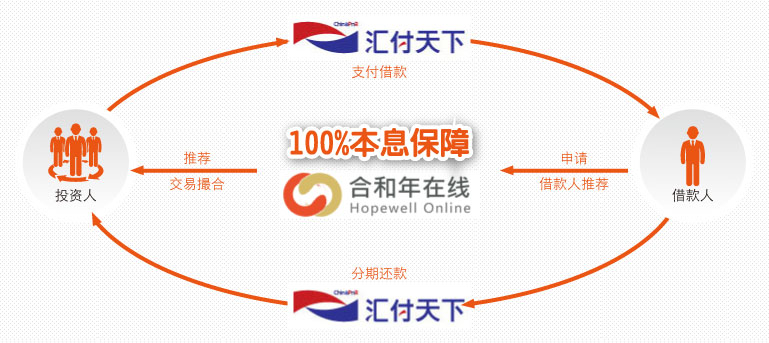 ChinaPnR
汇付天下
支付借款
100%本息保障
推荐
交易撮合
申请
借款人推荐
投资人
借款人
合和年在线
Hopewell Online
分期还款
ChinaPnR
汇付天下